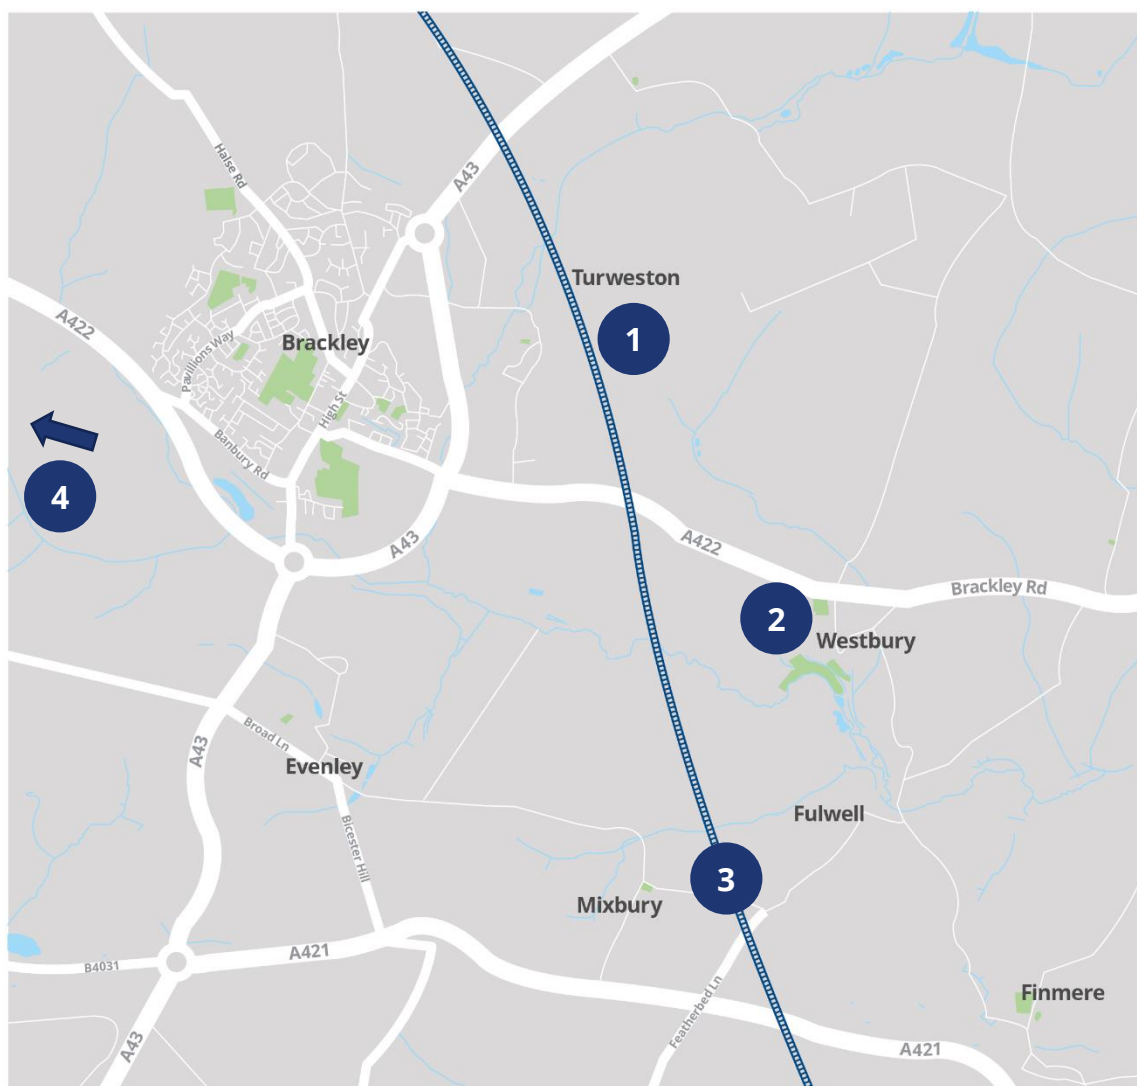 A43
Halse Rd
Turweston
1
A422
Brackley
Pavillions Way
High St
Banbury Rd
4
A43
A422
Brackley Rd
2
Westbury
Broad Ln
A43
Evenley
Fulwell
Bicester Hill
3
Mixbury
A421
B4031
Finmere
Featherbed Ln
A43
A421